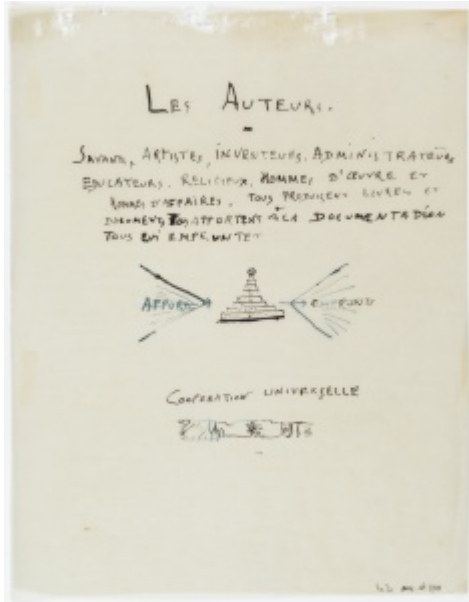 LES AUTEURS.
SAVANTS, ARTISTES, INVENTEURS, ADMINISTRATEURS
EDUCATEURS, RELIGIEUX, HOMMES D'ŒUVRE ET
HOMMES D'AFFAIRES. TOUS PRODUISENT LIVRES ET
DOCUMENTS, TOUS APPORTENT À LA DOCUMENTATION
TOUS LUI EMPRUNTENT
APPORT EMPRUNT
COOPERATION UNIVERSELLE